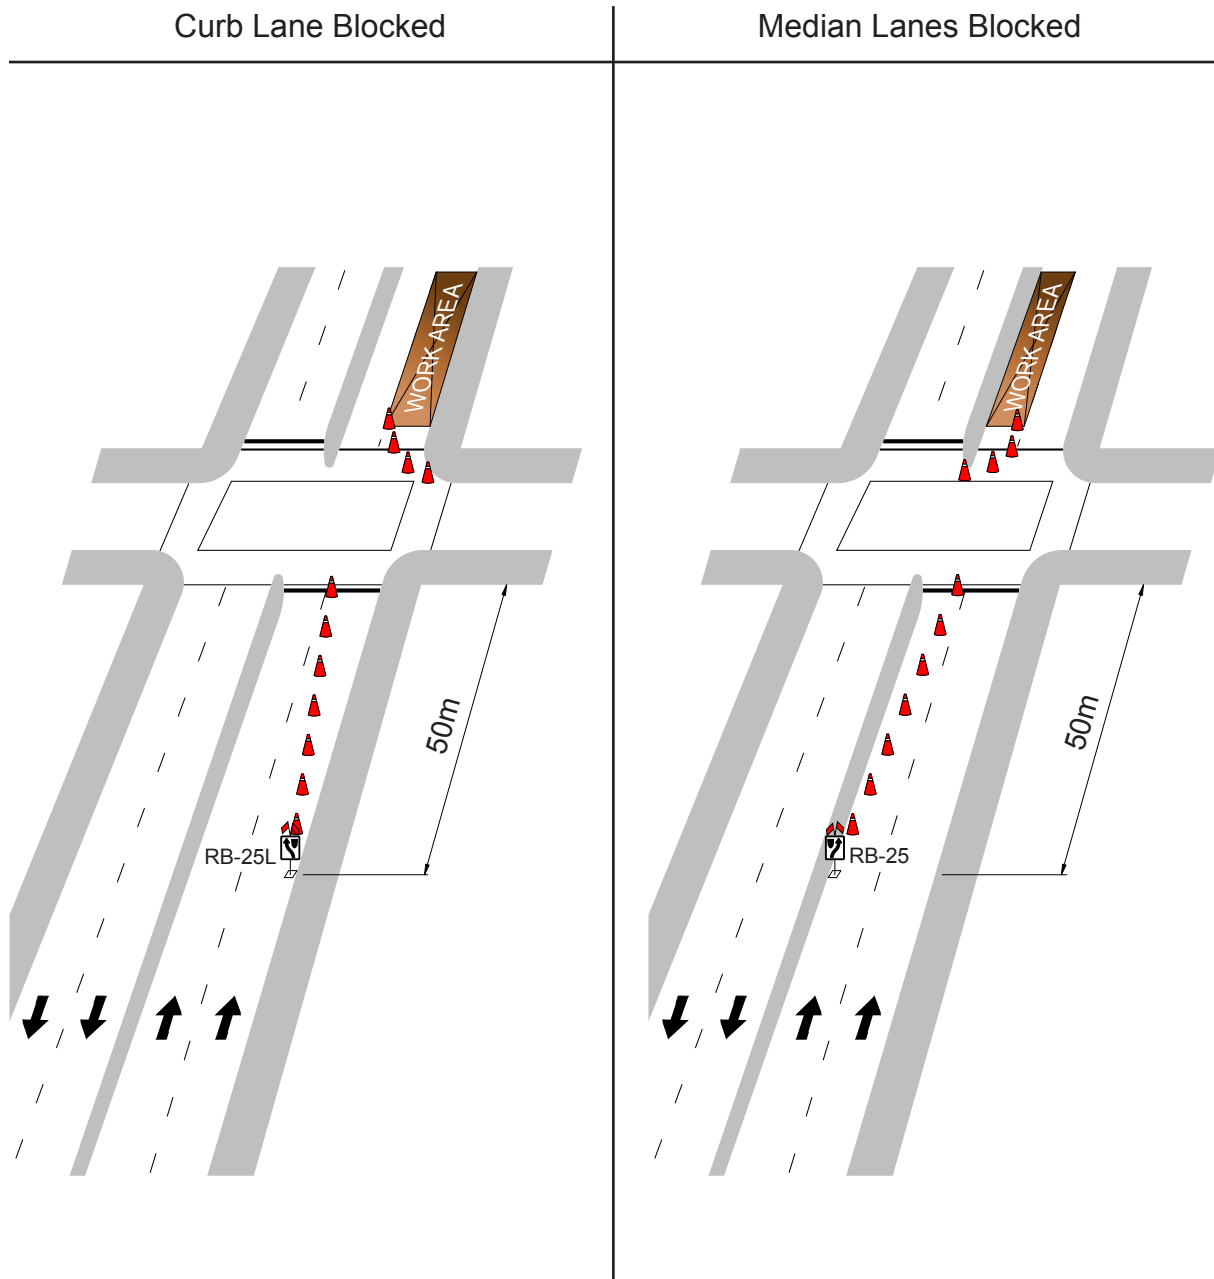 Curb Lane Blocked
Median Lanes Blocked
WORK AREA
WORK AREA
50m
50m
RB-25L
RB-25